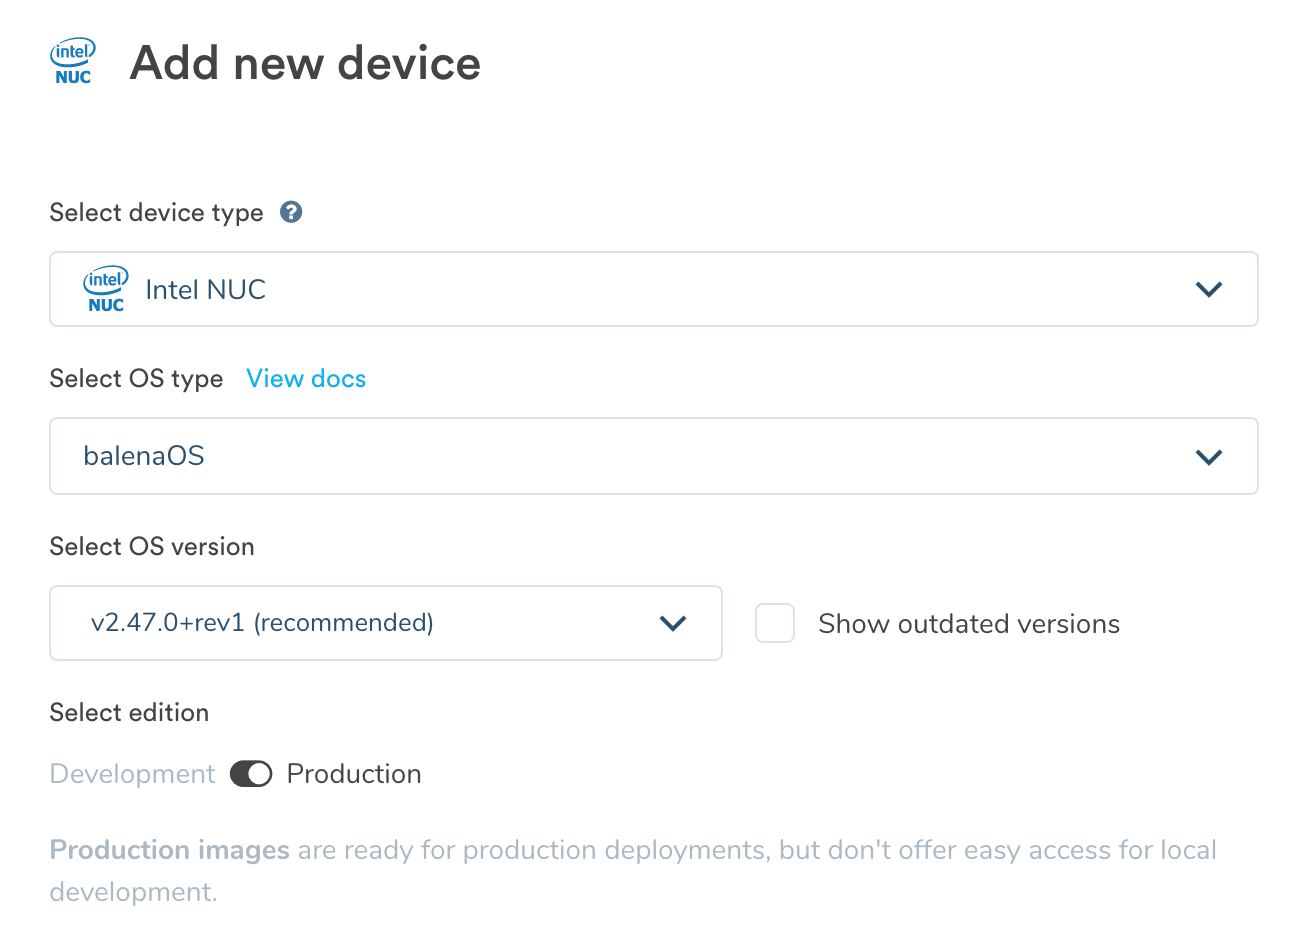 intel
NUC
Add new device
Select device type ?
intel
NUC
Intel NUC
Select OS type View docs
balenaOS
Select OS version
v2.47.0+rev1 (recommended)
Show outdated versions
Select edition
Development Production
Production images are ready for production deployments, but don't offer easy access for local
development.